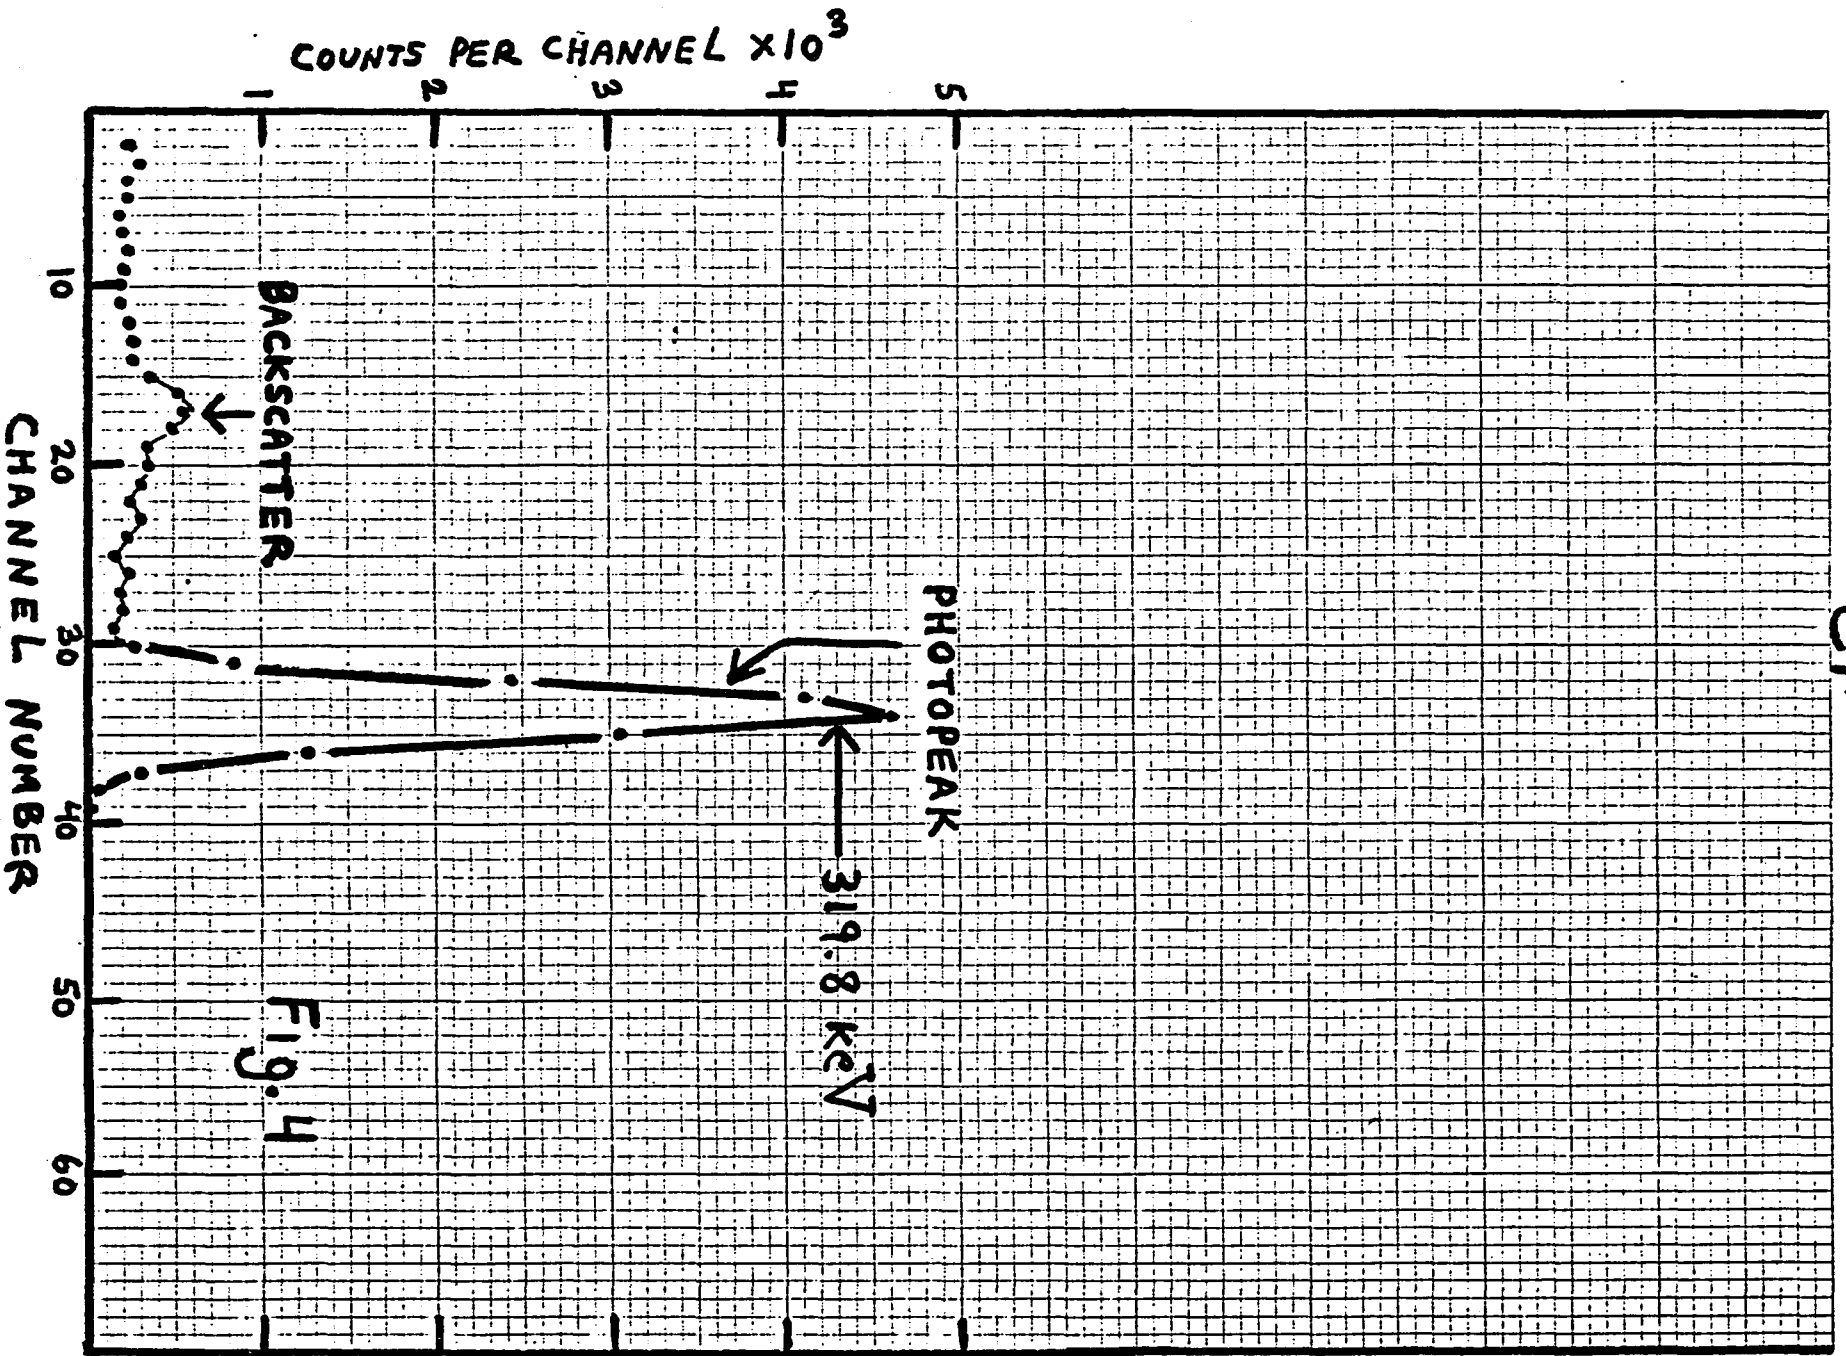 COUNTS PER CHANNEL X10³
1 2 3 4 5
10 20 30 40 50 60
CHANNEL NUMBER
BACKSCATTER
PHOTOPEAK
319.8 KeV
Fig. 4